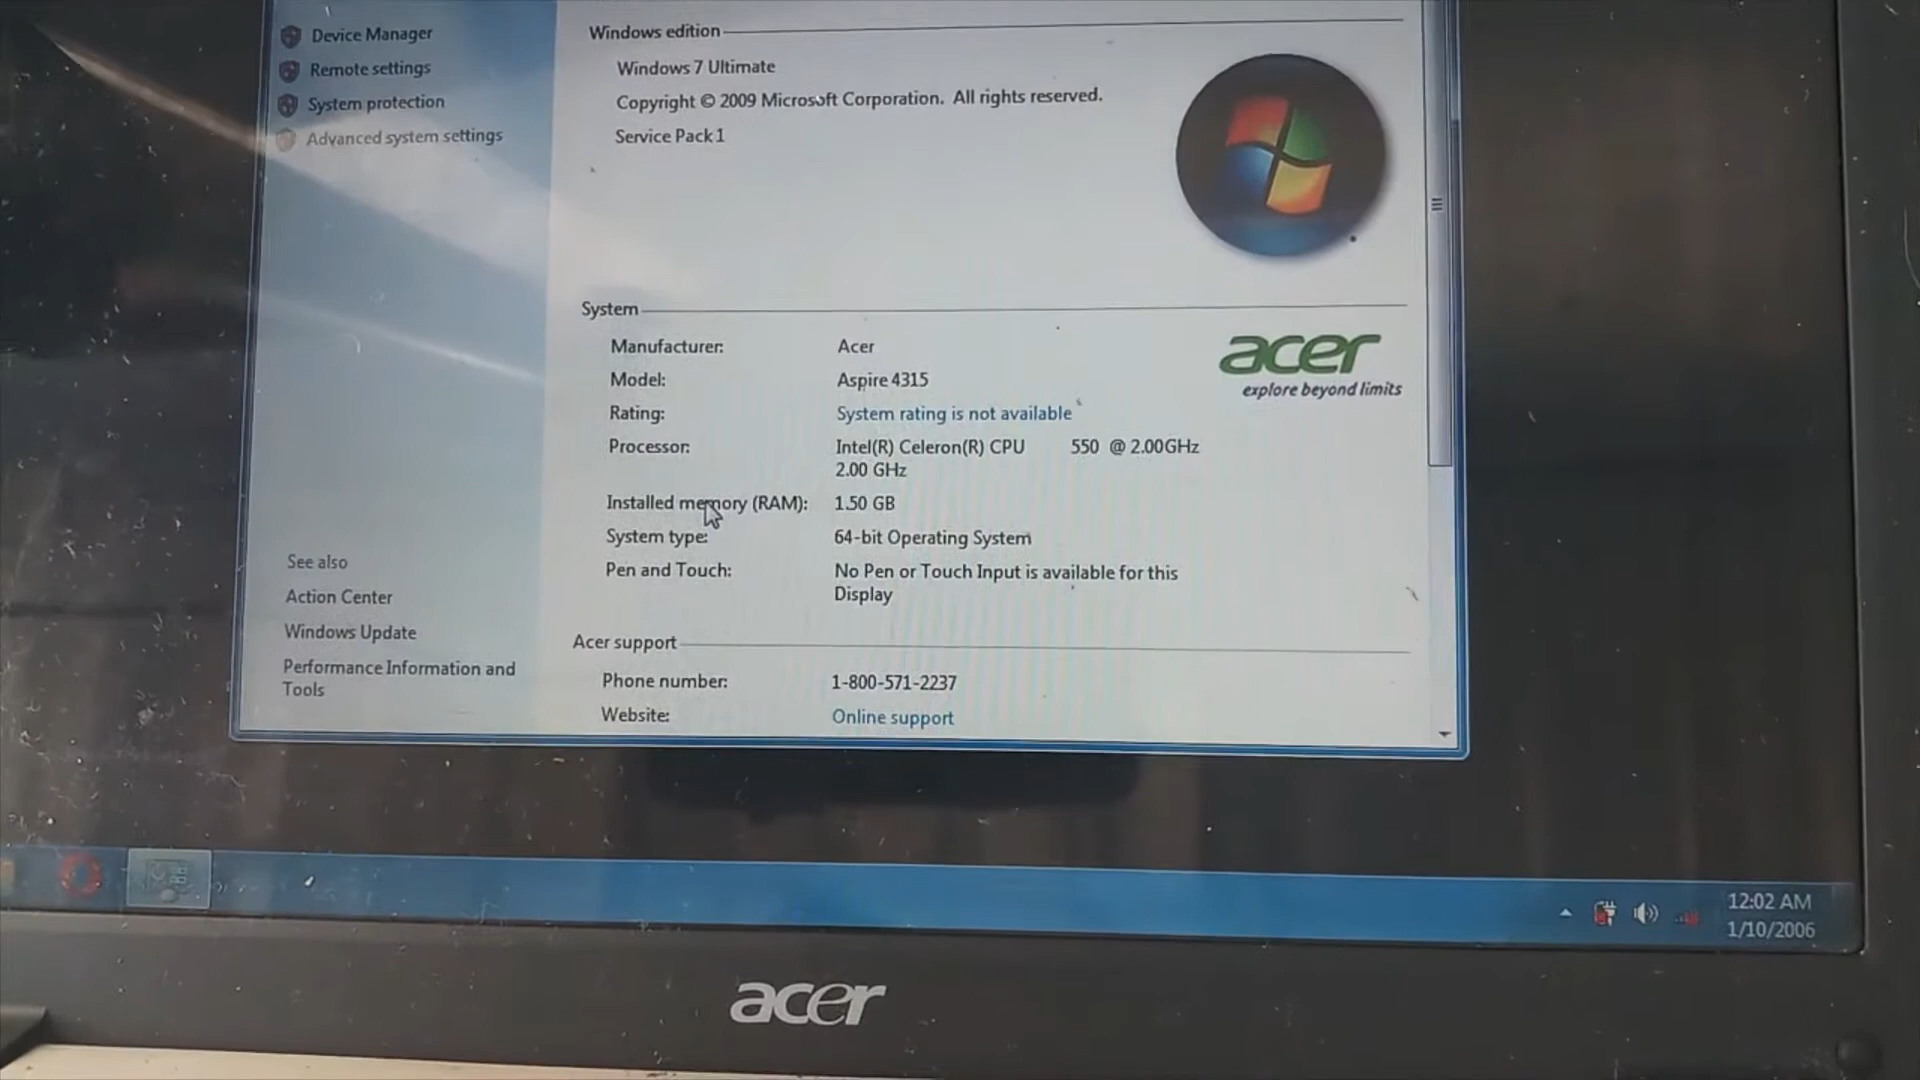 Device Manager
Remote settings
System protection
Advanced system settings
See also
Action Center
Windows Update
Performance Information and
Tools
Windows edition
Windows 7 Ultimate
Copyright © 2009 Microsoft Corporation. All rights reserved.
Service Pack 1
System
Manufacturer: Acer
Model: Aspire 4315
Rating: System rating is not available
Processor: Intel(R) Celeron(R) CPU 550 @ 2.00GHz
2.00 GHz
Installed memory (RAM): 1.50 GB
System type: 64-bit Operating System
Pen and Touch: No Pen or Touch Input is available for this
Display
acer
explore beyond limits
Acer support
Phone number: 1-800-571-2237
Website: Online support
12:02 AM
1/10/2006
acer